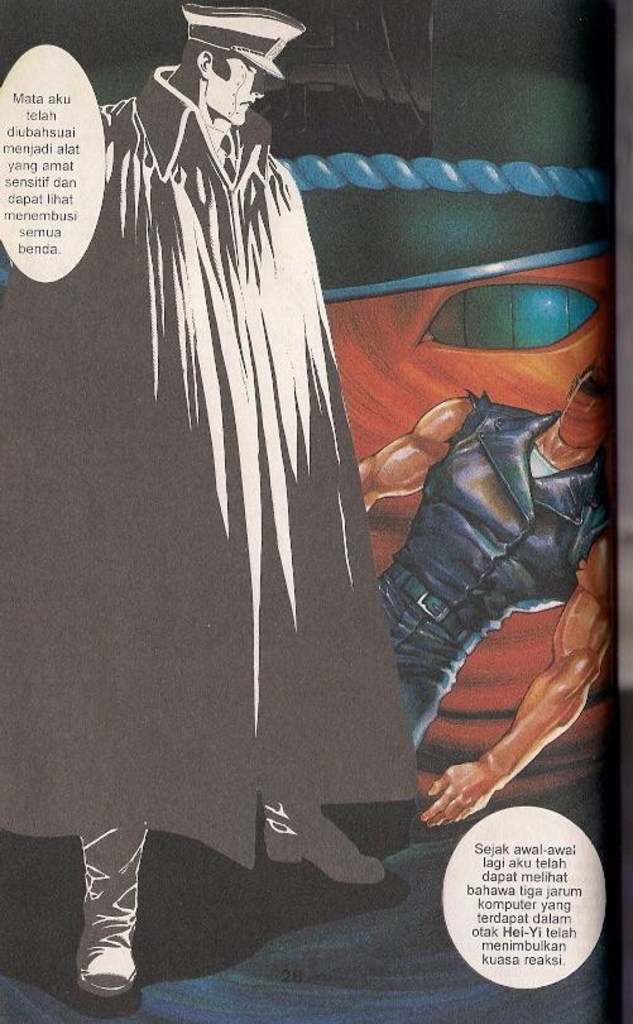 Mata aku
telah
diubahsuai
menjadi alat
yang amat
sensitif dan
dapat lihat
menembusi
semua
benda.
Sejak awal-awal
lagi aku telah
dapat melihat
bahawa tiga jarum
komputer yang
terdapat dalam
otak Hei-Yi telah
menimbulkan
kuasa reaksi.
28